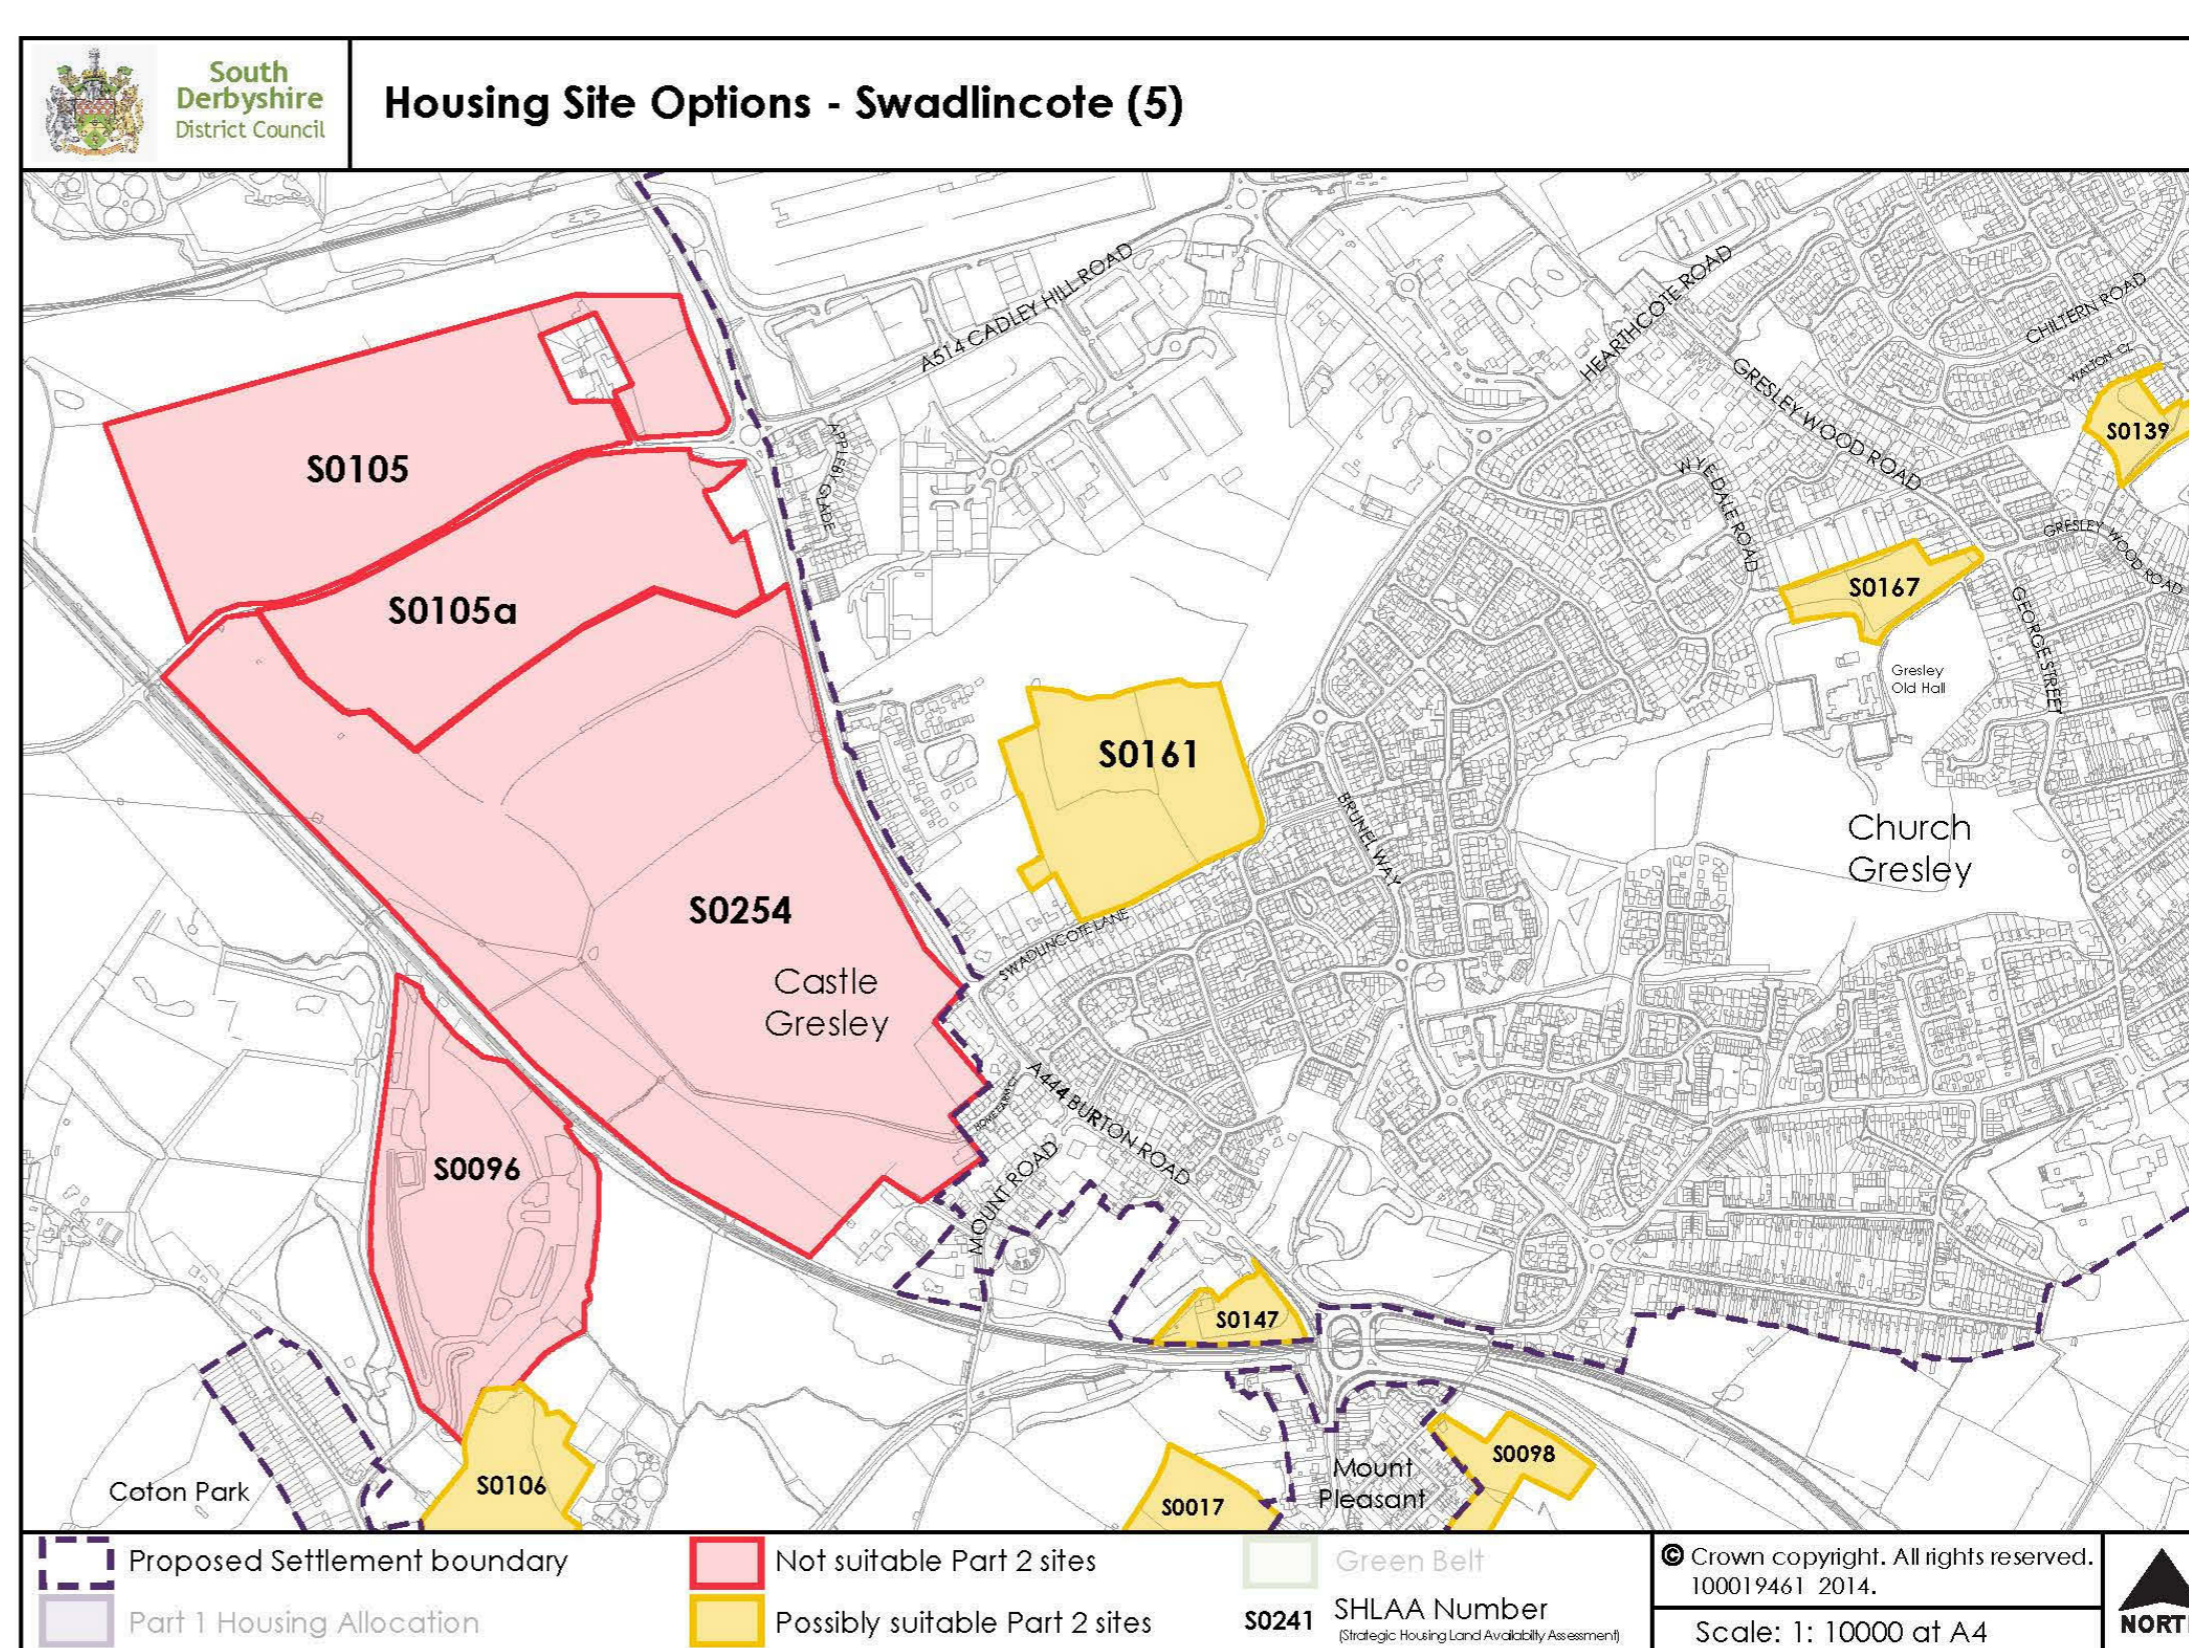 South
Derbyshire
District Council
Housing Site Options - Swadlincote (5)
A514 CADLEY HILL ROAD
HEARTHCOTE ROAD
CHILTERN ROAD
WALTON CL
GRESLEY WOOD ROAD
S0139
S0105
APPLEBY GLADE
WYEDALE ROAD
GRESLEY WOOD ROAD
S0105a
S0167
GEORGE STREET
Gresley
Old Hall
S0161
BRUNEL WAY
Church
Gresley
S0254
SWADLINCOTE LANE
Castle
Gresley
A444 BURTON ROAD
MOUNT ROAD
S0096
S0147
S0098
Mount
Pleasant
Coton Park
S0106
S0017
Proposed Settlement boundary
Not suitable Part 2 sites
Green Belt
© Crown copyright. All rights reserved.
100019461 2014.
Part 1 Housing Allocation
Possibly suitable Part 2 sites
S0241 SHLAA Number
(Strategic Housing Land Availability Assessment)
Scale: 1: 10000 at A4
NORT